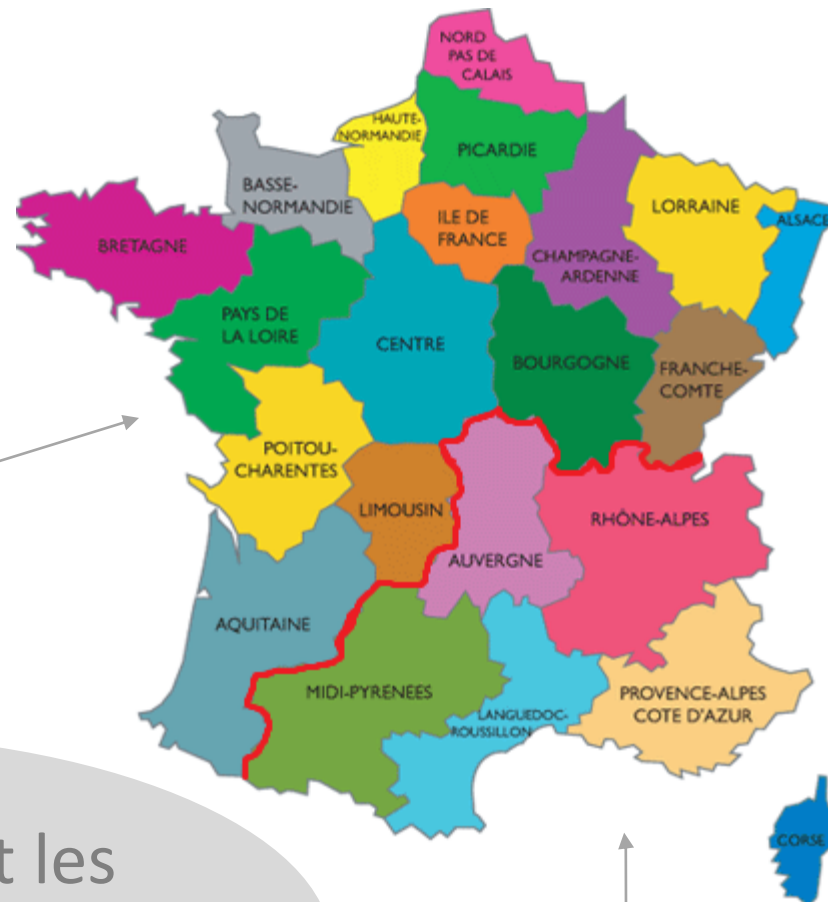 NORD
PAS DE
CALAIS
HAUTE-
NORMANDIE
PICARDIE
BASSE-
NORMANDIE
ILE DE
FRANCE
LORRAINE
ALSACE
BRETAGNE
CHAMPAGNE-
ARDENNE
PAYS DE
LA LOIRE
CENTRE
BOURGOGNE
FRANCHE-
COMTE
POITOU-
CHARENTES
LIMOUSIN
RHÔNE-ALPES
AUVERGNE
AQUITAINE
MIDI-PYRENEES
LANGUEDOC-
ROUSSILLON
PROVENCE-ALPES
COTE D'AZUR
CORSE
t les